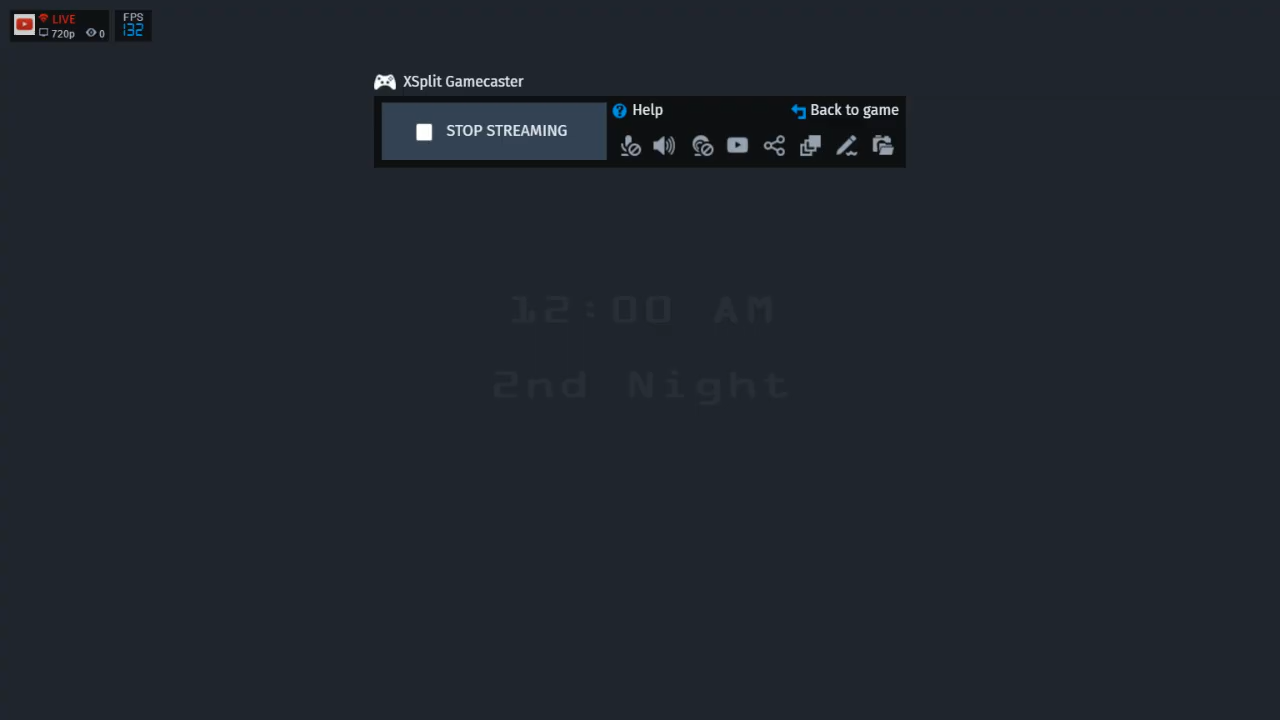 LIVE
720p 0
FPS
132
XSplit Gamecaster
STOP STREAMING
Help
Back to game
12:00 AM
2nd Night